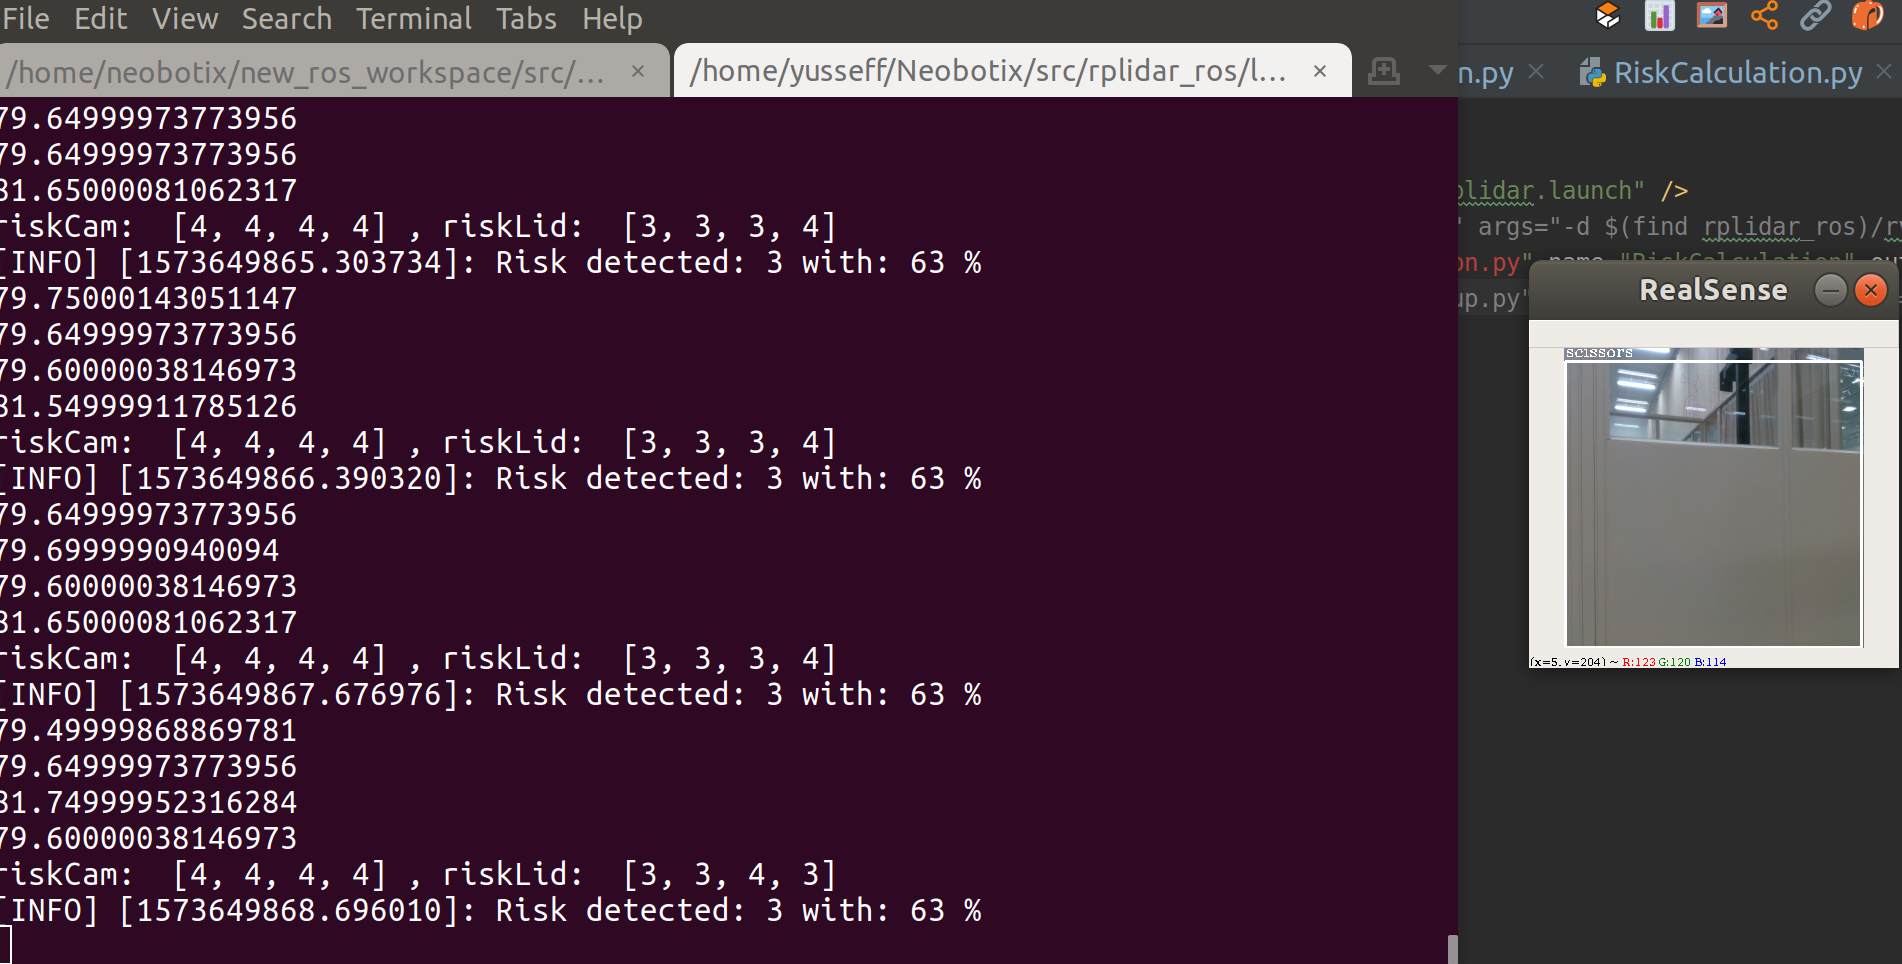 File Edit View Search Terminal Tabs Help
/home/neobotix/new_ros_workspace/src/... × /home/yusseff/Neobotix/src/rplidar_ros/l... ×
n.py × RiskCalculation.py ×
79.64999973773956
79.64999973773956
81.65000081062317
riskCam: [4, 4, 4, 4] , riskLid: [3, 3, 3, 4]
[INFO] [1573649865.303734]: Risk detected: 3 with: 63 %
79.75000143051147
79.64999973773956
79.60000038146973
81.54999911785126
riskCam: [4, 4, 4, 4] , riskLid: [3, 3, 3, 4]
[INFO] [1573649866.390320]: Risk detected: 3 with: 63 %
79.64999973773956
79.6999990940094
79.60000038146973
81.65000081062317
riskCam: [4, 4, 4, 4] , riskLid: [3, 3, 3, 4]
[INFO] [1573649867.676976]: Risk detected: 3 with: 63 %
79.49999868869781
79.64999973773956
81.74999952316284
79.60000038146973
riskCam: [4, 4, 4, 4] , riskLid: [3, 3, 4, 3]
[INFO] [1573649868.696010]: Risk detected: 3 with: 63 %
plidar.launch" />
" args="-d $(find rplidar_ros)/rv
on.py" name="RiskCalculation" ou
up.py"
RealSense
scissors
(x=5, y=204) ~ R:123 G:120 B:114